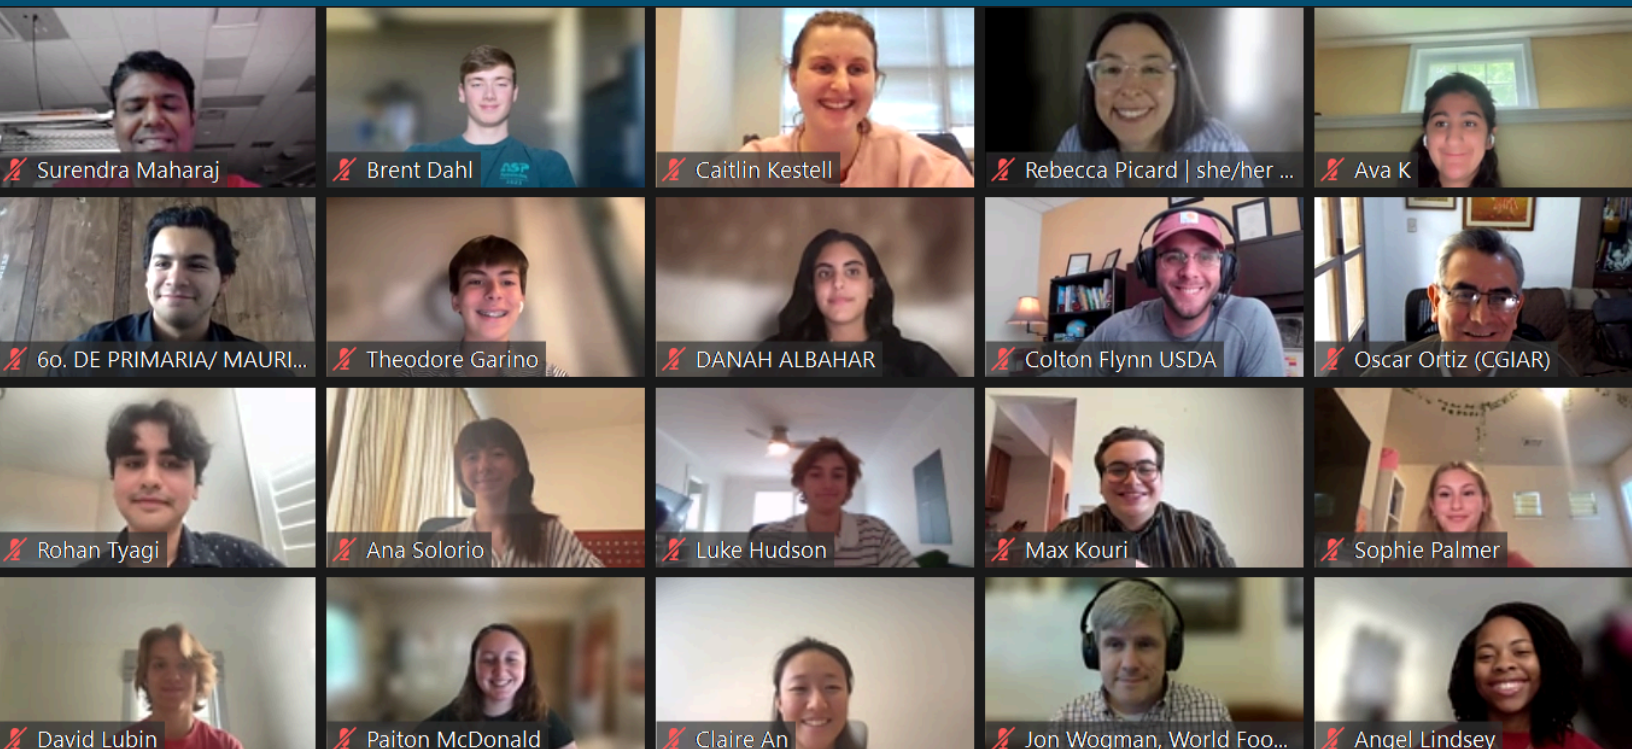 Surendra Maharaj
Brent Dahl
ASP
Caitlin Kestell
Rebecca Picard | she/her ...
Ava K
6o. DE PRIMARIA/ MAURI...
Theodore Garino
DANAH ALBAHAR
Colton Flynn USDA
Oscar Ortiz (CGIAR)
Rohan Tyagi
Ana Solorio
Luke Hudson
Max Kouri
Sophie Palmer
David Lubin
Paiton McDonald
Claire An
Jon Wogman, World Foo...
Angel Lindsey